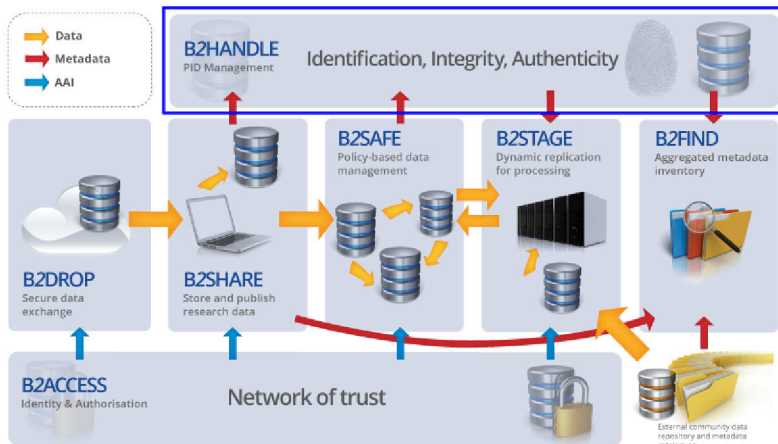 Data
Metadata
AAI
B2HANDLE
PID Management
Identification, Integrity, Authenticity
B2DROP
Secure data
exchange
B2SHARE
Store and publish
research data
B2SAFE
Policy-based data
management
B2STAGE
Dynamic replication
for processing
B2FIND
Aggregated metadata
inventory
B2ACCESS
Identity & Authorisation
Network of trust
External community data
repository and metadata